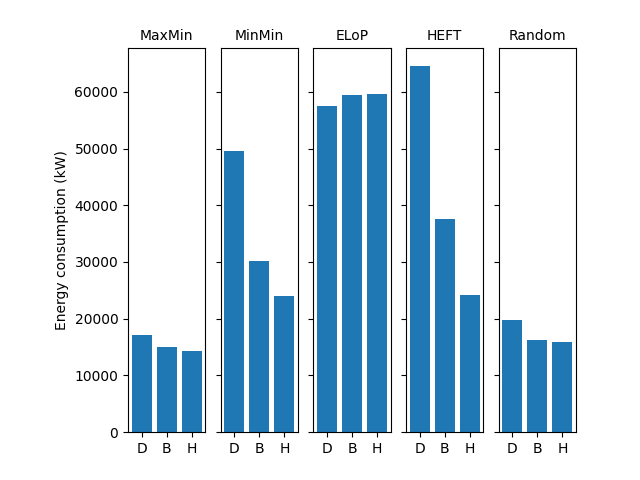 MaxMin MinMin ELoP HEFT Random
Energy consumption (kW)
60000
50000
40000
30000
20000
10000
0
D B H D B H D B H D B H D B H